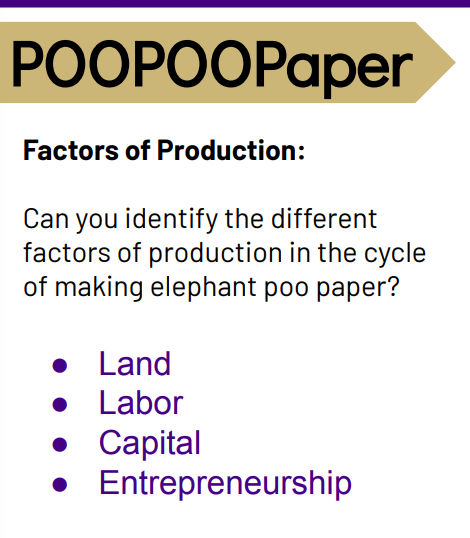 POOPOOPaper
Factors of Production:
Can you identify the different
factors of production in the cycle
of making elephant poo paper?
● Land
● Labor
● Capital
● Entrepreneurship